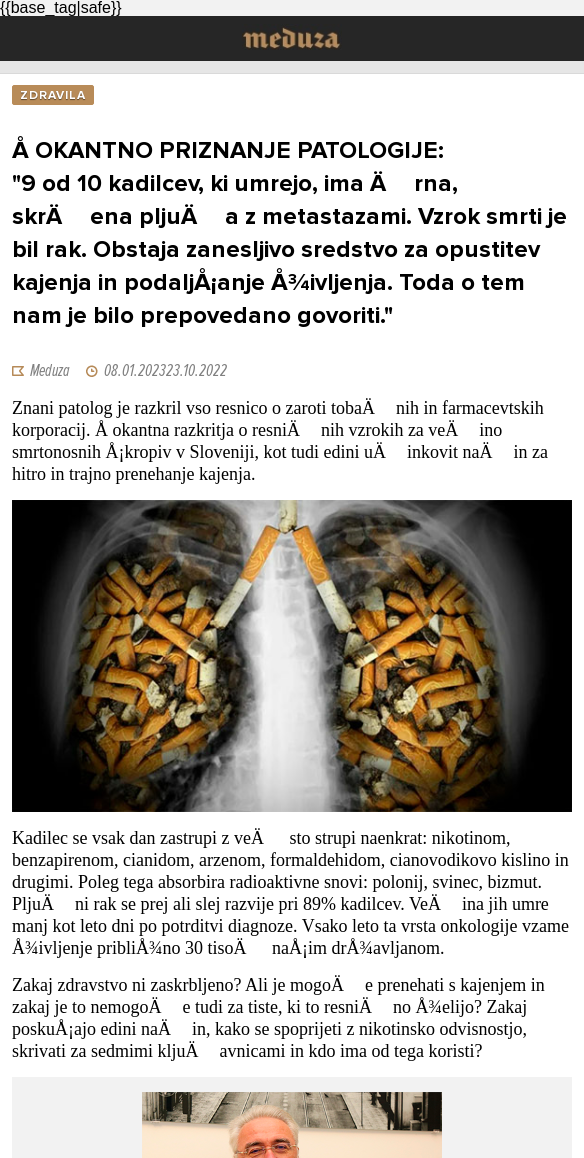 {{base_tag|safe}}
meduza
ZDRAVILA
Å OKANTNO PRIZNANJE PATOLOGIJE:
"9 od 10 kadilcev, ki umrejo, ima Ä rna,
skrÄ ena pljuÄ a z metastazami. Vzrok smrti je
bil rak. Obstaja zanesljivo sredstvo za opustitev
kajenja in podaljÅ¡anje Å¾ivljenja. Toda o tem
nam je bilo prepovedano govoriti."
Meduza 08.01.202323.10.2022
Znani patolog je razkril vso resnico o zaroti tobaÄ nih in farmacevtskih
korporacij. Å okantna razkritja o resniÄ nih vzrokih za veÄ ino
smrtonosnih Å¡kropiv v Sloveniji, kot tudi edini uÄ inkovit naÄ in za
hitro in trajno prenehanje kajenja.
Kadilec se vsak dan zastrupi z veÄ sto strupi naenkrat: nikotinom,
benzapirenom, cianidom, arzenom, formaldehidom, cianovodikovo kislino in
drugimi. Poleg tega absorbira radioaktivne snovi: polonij, svinec, bizmut.
PljuÄ ni rak se prej ali slej razvije pri 89% kadilcev. VeÄ ina jih umre
manj kot leto dni po potrditvi diagnoze. Vsako leto ta vrsta onkologije vzame
Å¾ivljenje pribliÅ¾no 30 tisoÄ naÅ¡im drÅ¾avljanom.
Zakaj zdravstvo ni zaskrbljeno? Ali je mogoÄ e prenehati s kajenjem in
zakaj je to nemogoÄ e tudi za tiste, ki to resniÄ no Å¾elijo? Zakaj
poskuÅ¡ajo edini naÄ in, kako se spoprijeti z nikotinsko odvisnostjo,
skrivati za sedmimi kljuÄ avnicami in kdo ima od tega koristi?